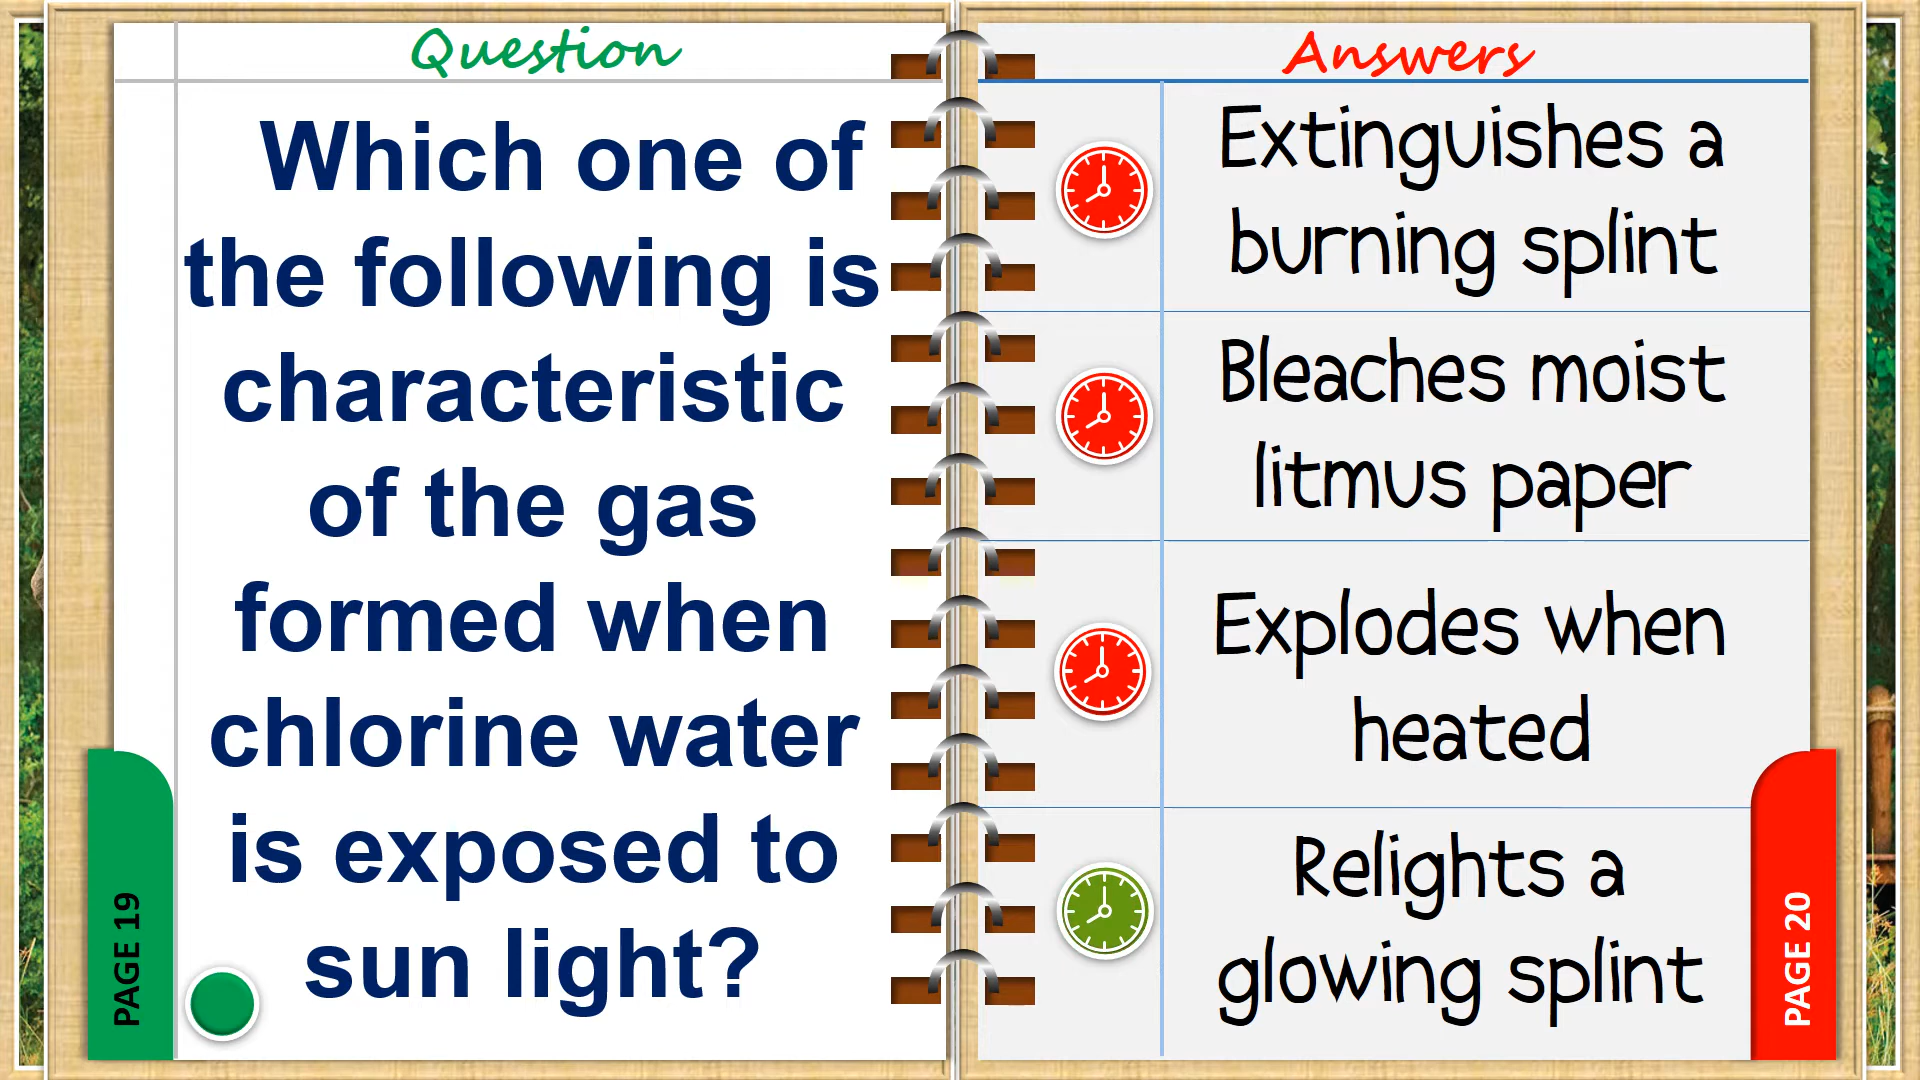 Question
Which one of
the following is
characteristic
of the gas
formed when
chlorine water
is exposed to
sun light?
PAGE 19
Answers
Extinguishes a
burning splint
Bleaches moist
litmus paper
Explodes when
heated
Relights a
glowing splint
PAGE 20